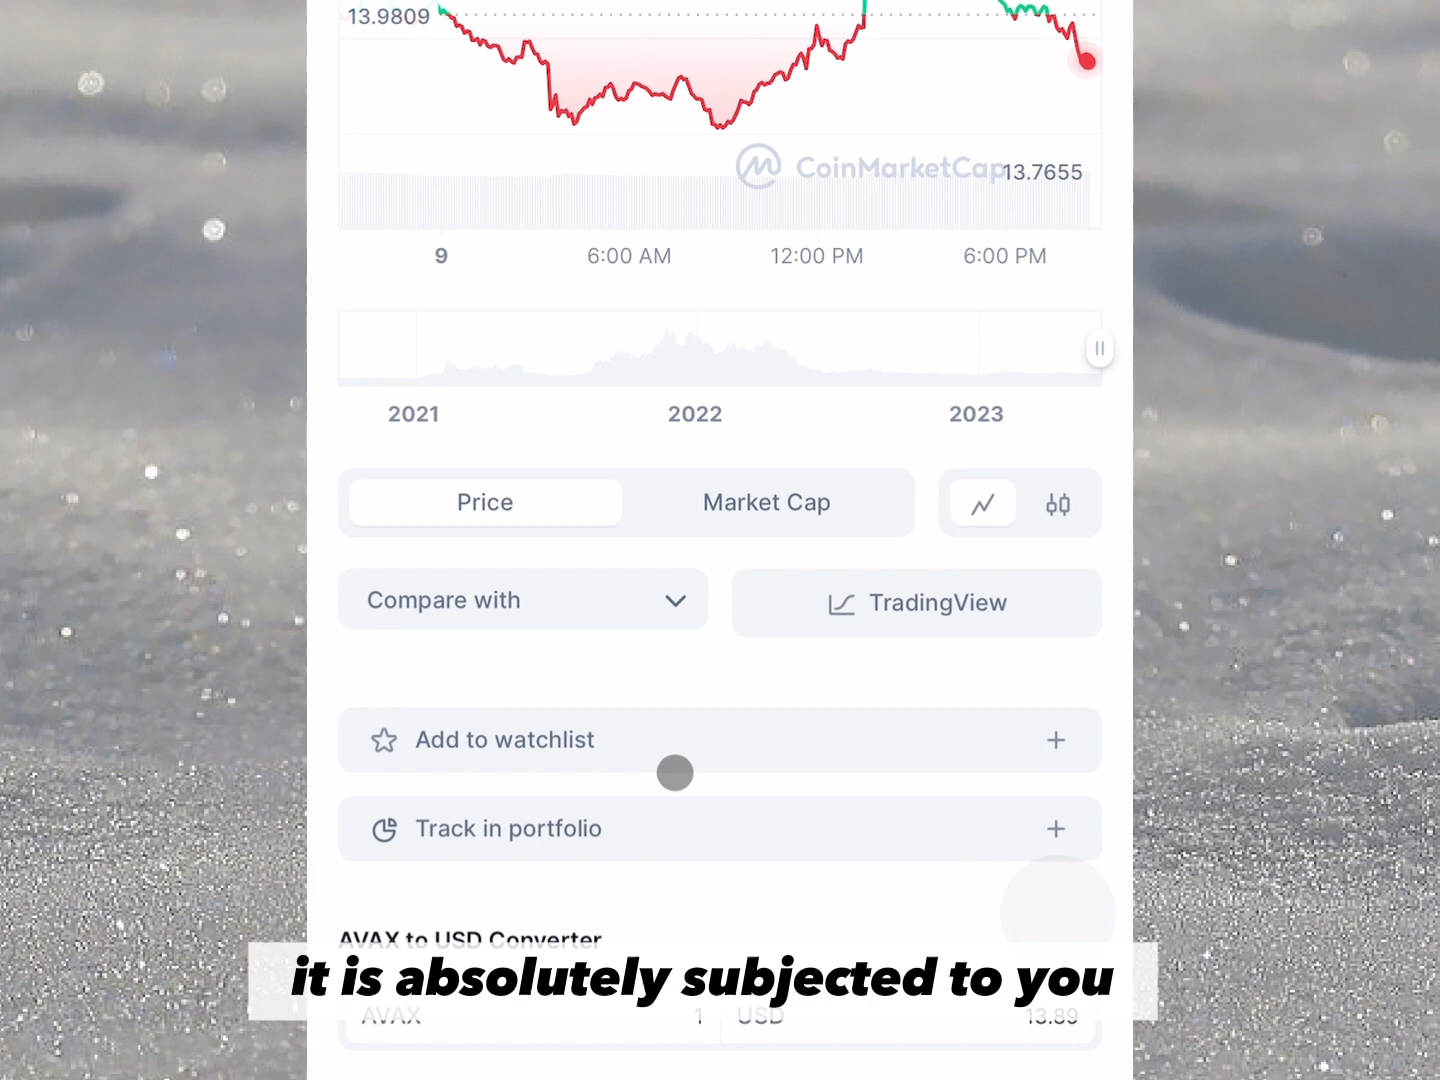 13.9809
CoinMarketCap
13.7655
9 6:00 AM 12:00 PM 6:00 PM
2021 2022 2023
Price Market Cap
Compare with TradingView
Add to watchlist
Track in portfolio
AVAX to USD Converter
it is absolutely subjected to you
AVAX 1 USD 13.89